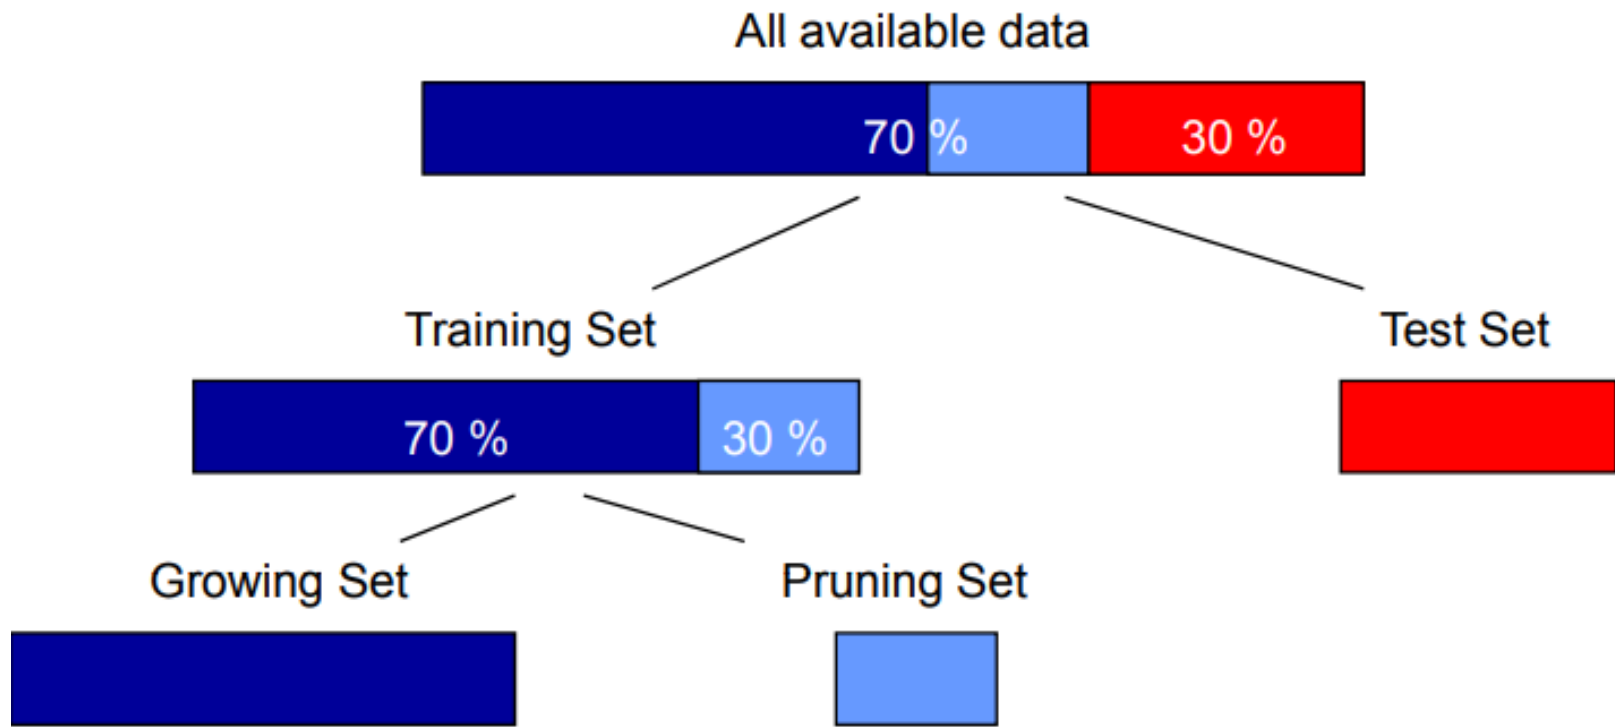 All available data
70 % 30 %
Training Set Test Set
70 % 30 %
Growing Set Pruning Set